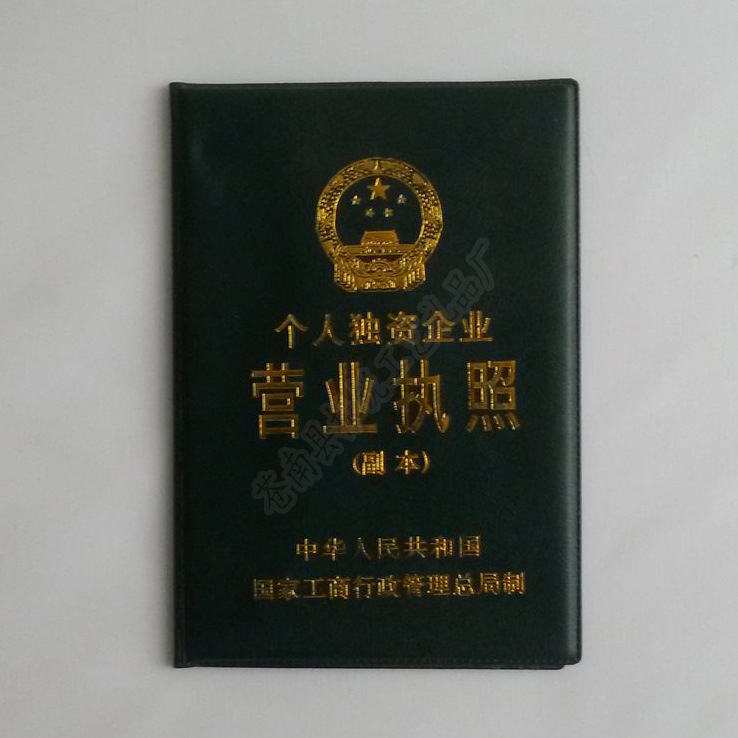 个人独资企业
营业执照
(副本)
中华人民共和国
国家工商行政管理总局制